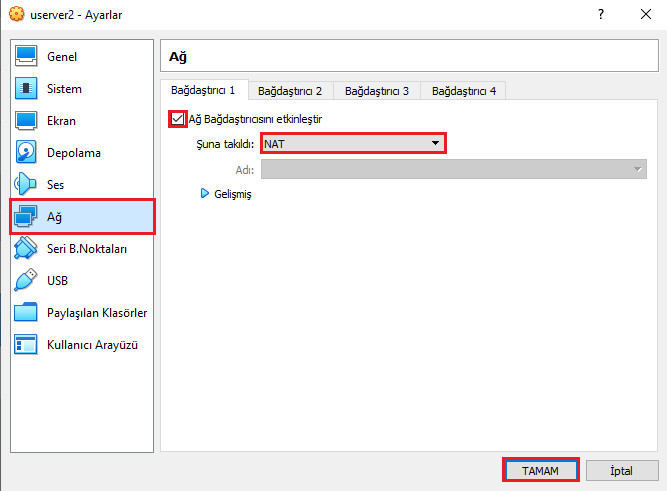 userver2 - Ayarlar
?
Genel
Sistem
Ekran
Depolama
Ses
Ağ
Seri B.Noktaları
USB
Paylaşılan Klasörler
Kullanıcı Arayüzü
Ağ
Bağdaştırıcı 1 Bağdaştırıcı 2 Bağdaştırıcı 3 Bağdaştırıcı 4
Ağ Bağdaştırıcısını etkinleştir
Şuna takıldı: NAT
Adı:
Gelişmiş
TAMAM İptal